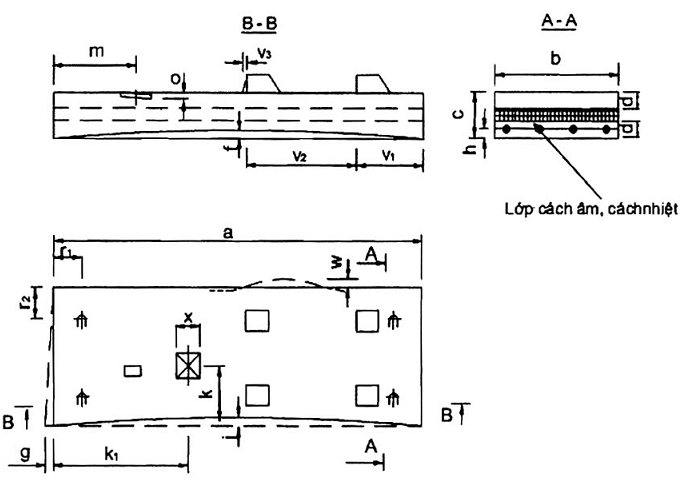 B - B
A - A
m
o
v3
b
c
d
d
h
f
v2
v1
Lớp cách âm, cáchnhiệt
a
r1
A
w
r2
x
k
B
B
i
g
k1
A